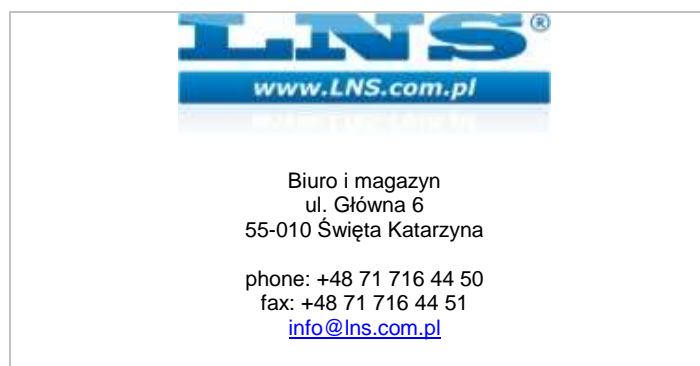 LNS®
www.LNS.com.pl
Biuro i magazyn
ul. Główna 6
55-010 Święta Katarzyna
phone: +48 71 716 44 50
fax: +48 71 716 44 51
info@lns.com.pl